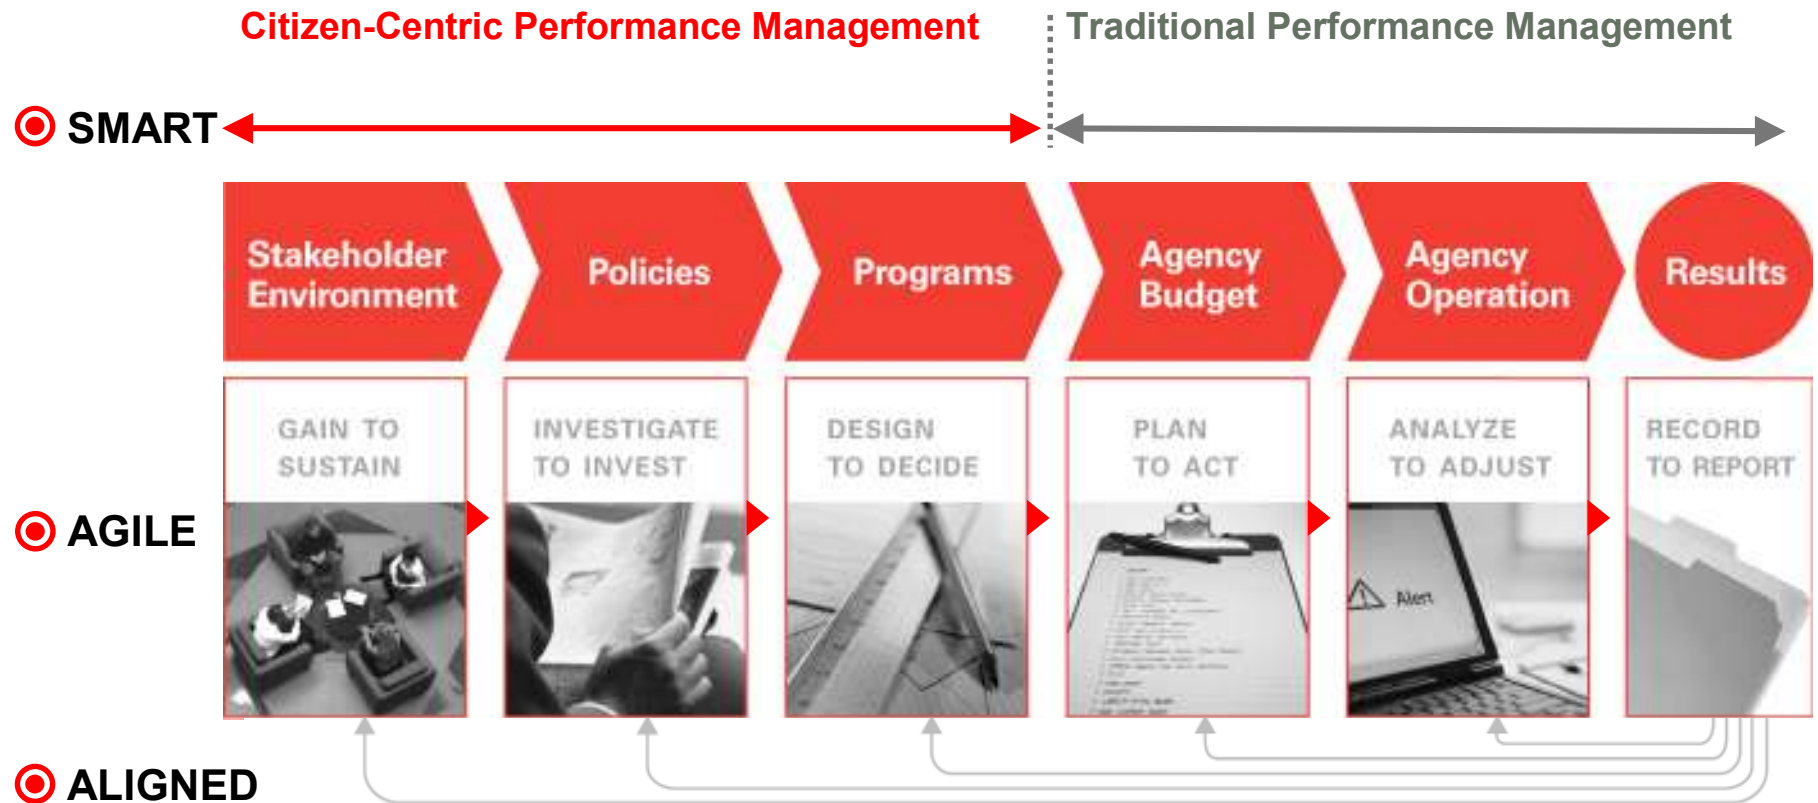 Citizen-Centric Performance Management
Traditional Performance Management
SMART
Stakeholder
Environment
Policies
Programs
Agency
Budget
Agency
Operation
Results
GAIN TO
SUSTAIN
INVESTIGATE
TO INVEST
DESIGN
TO DECIDE
PLAN
TO ACT
ANALYZE
TO ADJUST
RECORD
TO REPORT
AGILE
Alert
ALIGNED